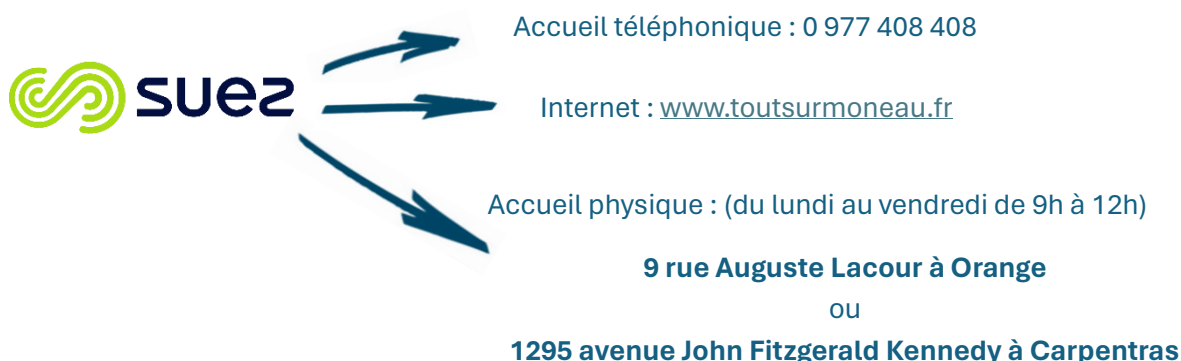 Accueil téléphonique : 0 977 408 408
suez
Internet : www.toutsurmoneau.fr
Accueil physique : (du lundi au vendredi de 9h à 12h)
9 rue Auguste Lacour à Orange
ou
1295 avenue John Fitzgerald Kennedy à Carpentras